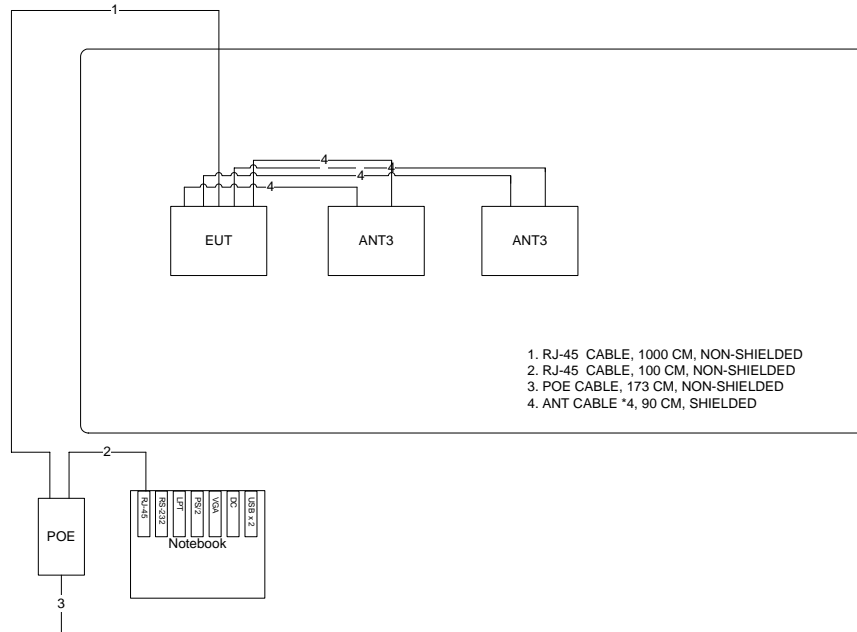 1
4
4
4
4
EUT
ANT3
ANT3
1. RJ-45 CABLE, 1000 CM, NON-SHIELDED
2. RJ-45 CABLE, 100 CM, NON-SHIELDED
3. POE CABLE, 173 CM, NON-SHIELDED
4. ANT CABLE *4, 90 CM, SHIELDED
2
RJ-45
RS-232
LPT
PS/2
VGA
DC
USB x 2
POE
Notebook
3